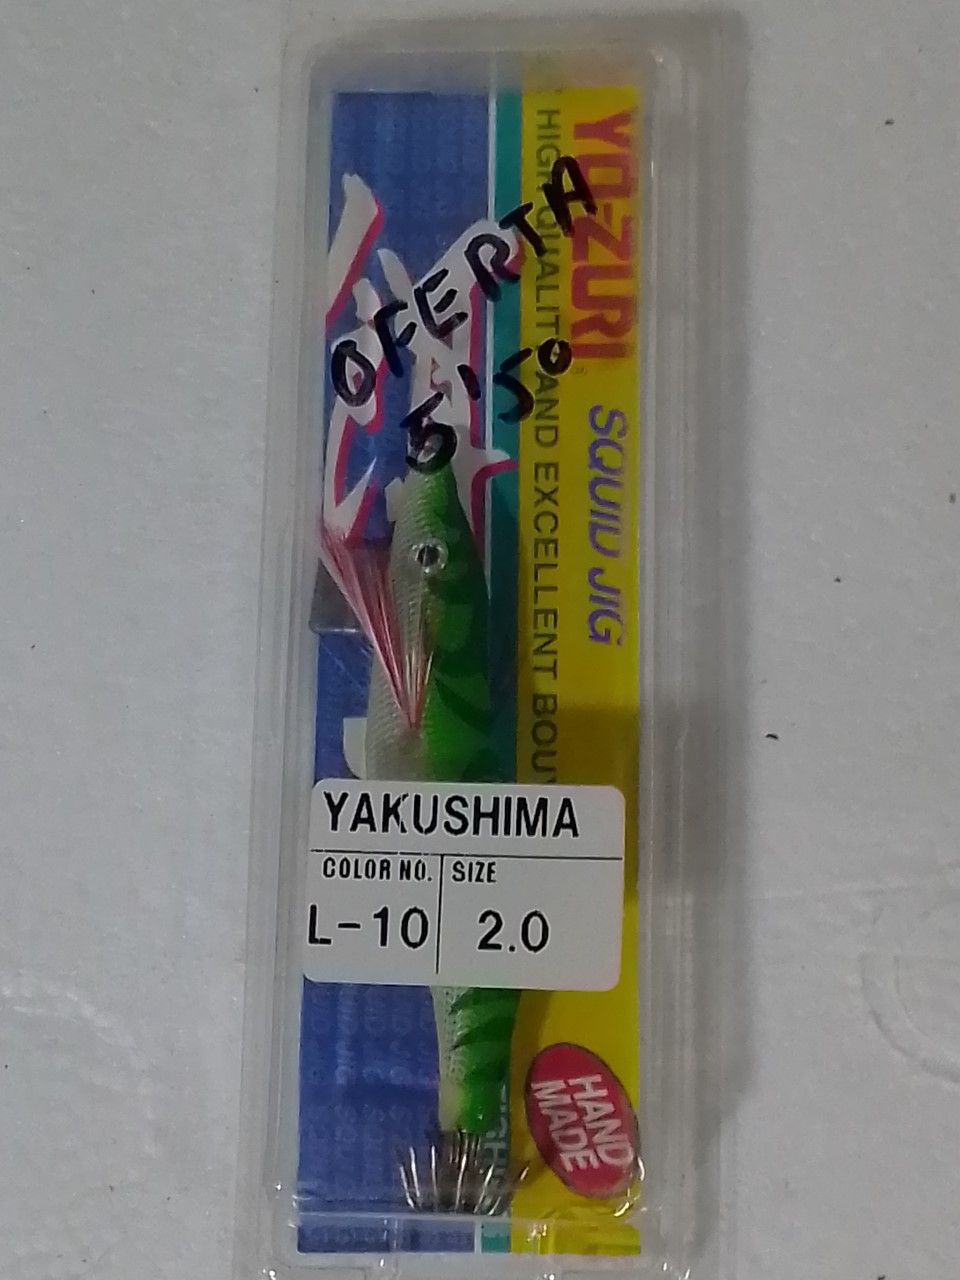 YO-ZURI
SQUID JIG
HIGH QUALITY AND EXCELLENT
OFERTA
5'50
YAKUSHIMA
COLOR NO.
SIZE
L-10
2.0
HAND
MADE